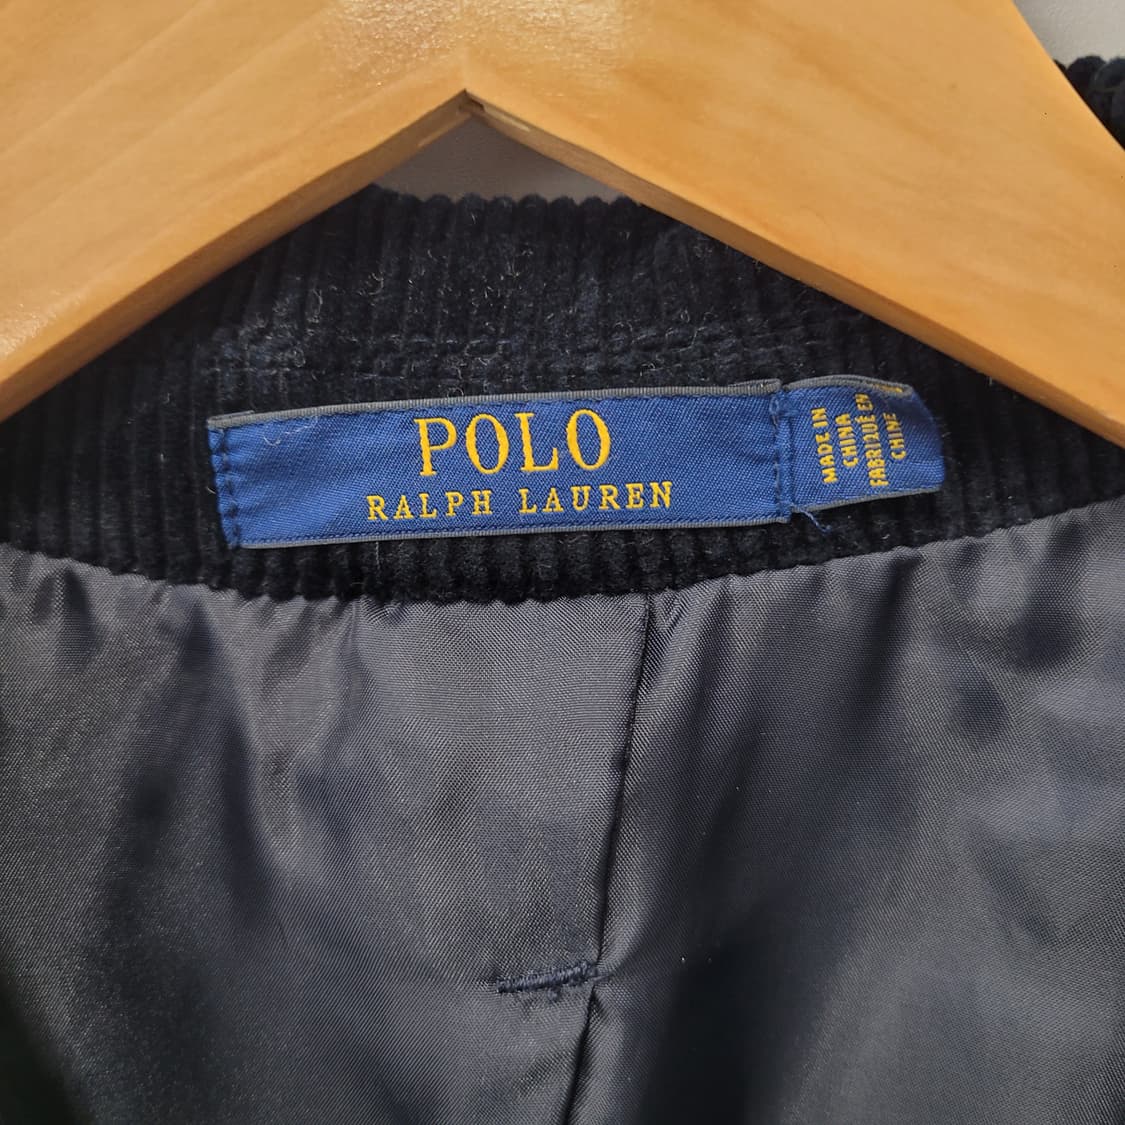 POLO
RALPH LAUREN
MADE IN
CHINA
FABRIQUÉ EN
CHINE